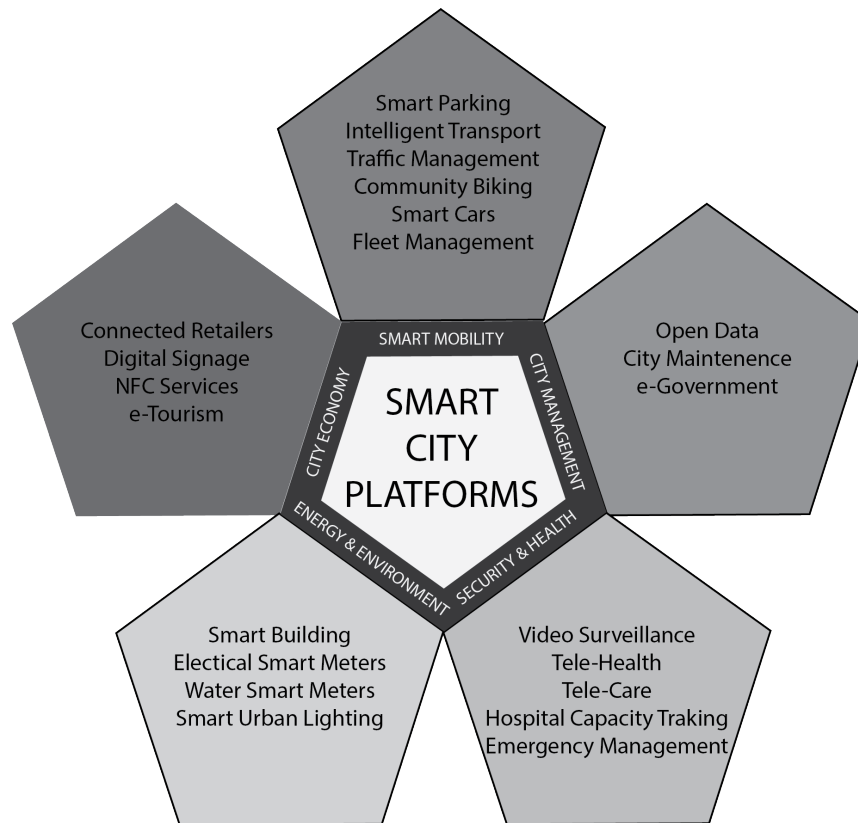 Smart Parking
Intelligent Transport
Traffic Management
Community Biking
Smart Cars
Fleet Management
Connected Retailers
Digital Signage
NFC Services
e-Tourism
Open Data
City Maintenence
e-Government
SMART MOBILITY
CITY ECONOMY
CITY MANAGEMENT
SMART
CITY
PLATFORMS
ENERGY & ENVIRONMENT
SECURITY & HEALTH
Smart Building
Electical Smart Meters
Water Smart Meters
Smart Urban Lighting
Video Surveillance
Tele-Health
Tele-Care
Hospital Capacity Traking
Emergency Management